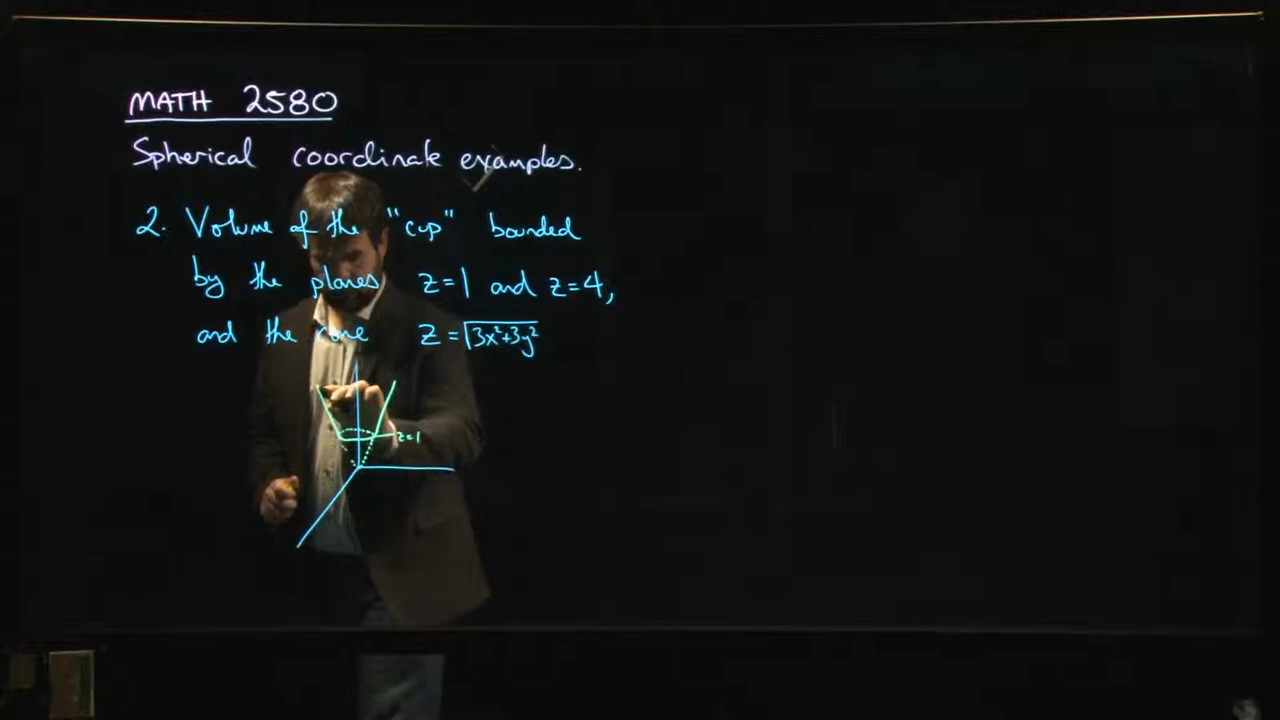 MATH 2580
Spherical coordinate examples.
2. Volume of the "cup" bounded
by the planes z=1 and z=4,
and the cone z=√3x²+3y²
z=1